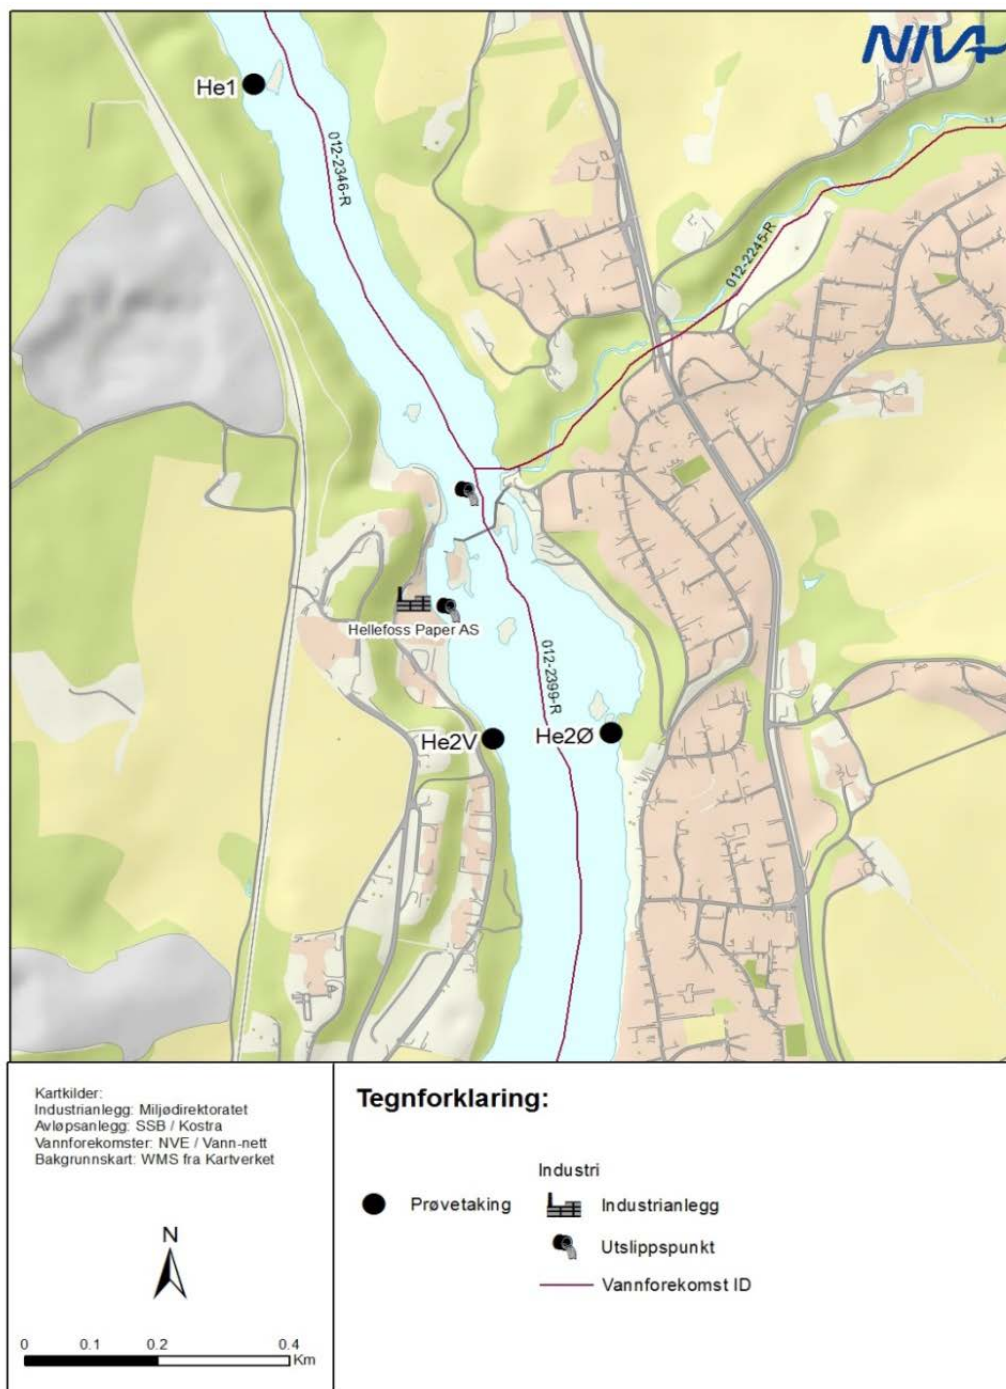 NIVA
He1
012-2346-R
012-2245-R
Hellefoss Paper AS
012-2399-R
He2V
He2Ø
Kartkilder:
Industrianlegg: Miljødirektoratet
Avløpsanlegg: SSB / Kostra
Vannforekomster: NVE / Vann-nett
Bakgrunnskart: WMS fra Kartverket
N
0 0.1 0.2 0.4
Km
Tegnforklaring:
Industri
Prøvetaking
Industrianlegg
Utslippspunkt
Vannforekomst ID